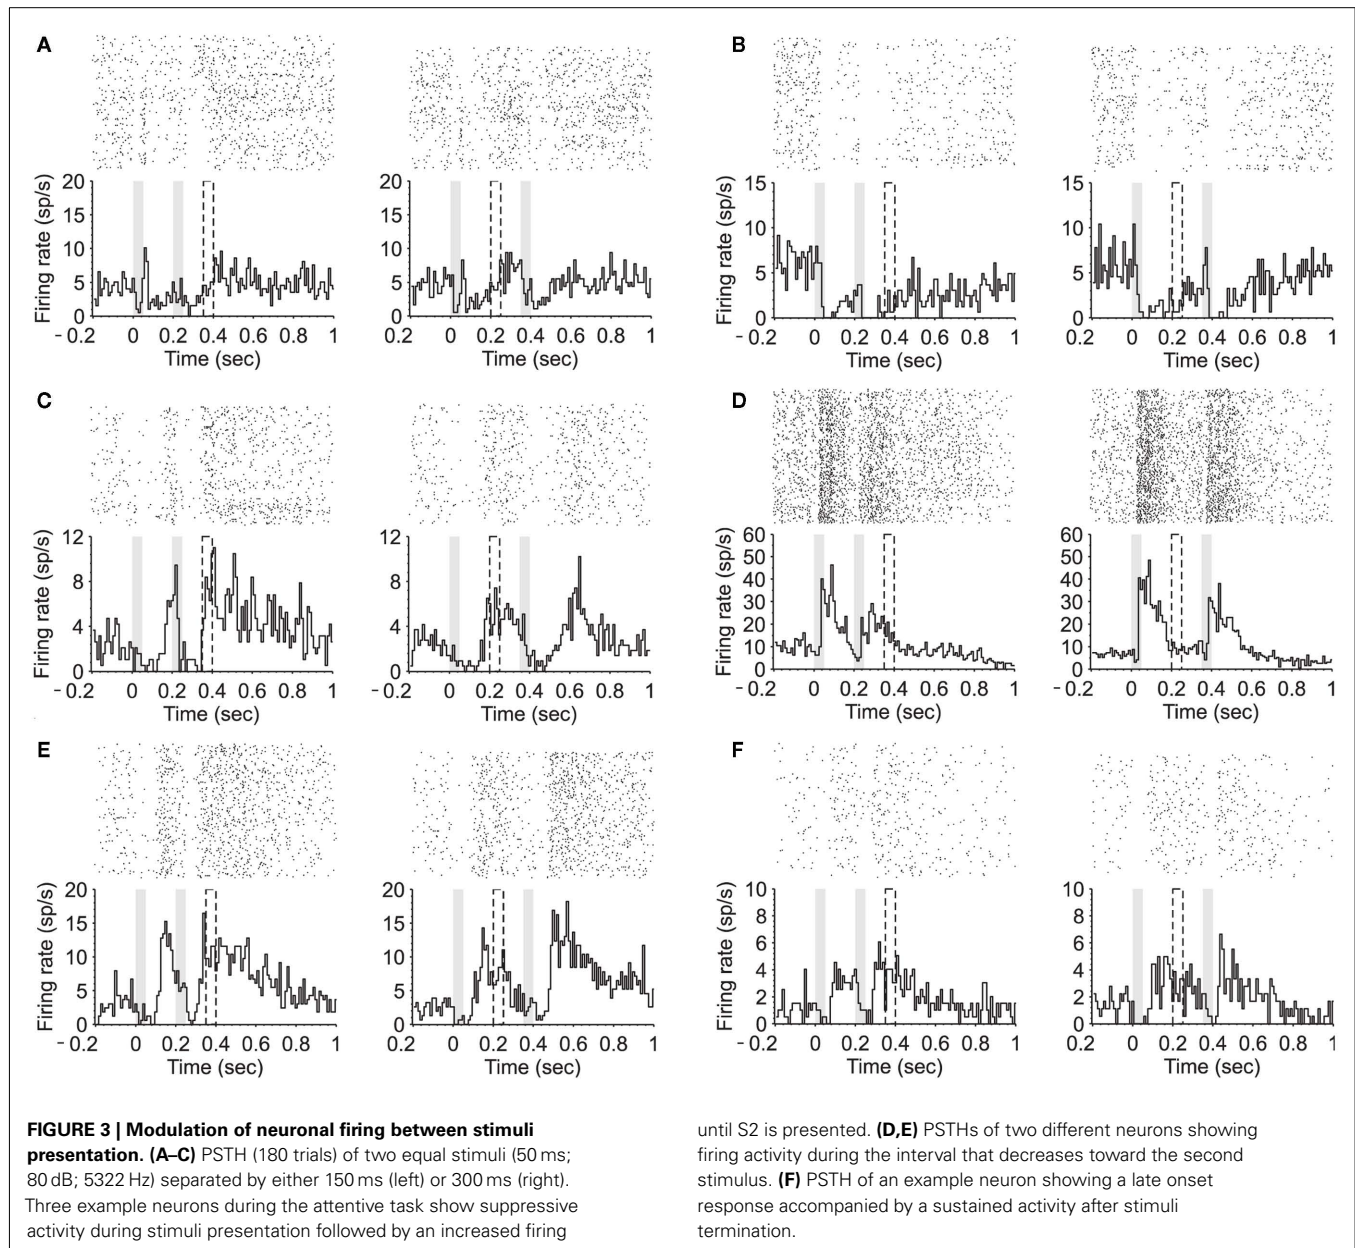 A
B
20
15
10
5
0
Firing rate (sp/s)
-0.2 0 0.2 0.4 0.6 0.8 1
Time (sec)
20
15
10
5
0
0.2 0 0.2 0.4 0.6 0.8 1
Time (sec)
15
10
5
0
Firing rate (sp/s)
-0.2 0 0.2 0.4 0.6 0.8 1
Time (sec)
15
10
5
0
-0.2 0 0.2 0.4 0.6 0.8 1
Time (sec)
C
D
12
8
4
0
Firing rate (sp/s)
-0.2 0 0.2 0.4 0.6 0.8 1
Time (sec)
12
8
4
0
-0.2 0 0.2 0.4 0.6 0.8 1
Time (sec)
60
50
40
30
20
10
0
Firing rate (sp/s)
-0.2 0 0.2 0.4 0.6 0.8 1
Time (sec)
60
50
40
30
20
10
0
-0.2 0 0.2 0.4 0.6 0.8 1
Time (sec)
E
F
20
15
10
5
0
Firing rate (sp/s)
-0.2 0 0.2 0.4 0.6 0.8 1
Time (sec)
20
15
10
5
0
0.2 0 0.2 0.4 0.6 0.8 1
Time (sec)
10
8
6
4
2
0
Firing rate (sp/s)
-0.2 0 0.2 0.4 0.6 0.8 1
Time (sec)
10
8
6
4
2
0
0.2 0 0.2 0.4 0.6 0.8 1
Time (sec)
FIGURE 3 | Modulation of neuronal firing between stimuli
presentation. (A–C) PSTH (180 trials) of two equal stimuli (50 ms;
80 dB; 5322 Hz) separated by either 150 ms (left) or 300 ms (right).
Three example neurons during the attentive task show suppressive
activity during stimuli presentation followed by an increased firing
until S2 is presented. (D,E) PSTHs of two different neurons showing
firing activity during the interval that decreases toward the second
stimulus. (F) PSTH of an example neuron showing a late onset
response accompanied by a sustained activity after stimuli
termination.